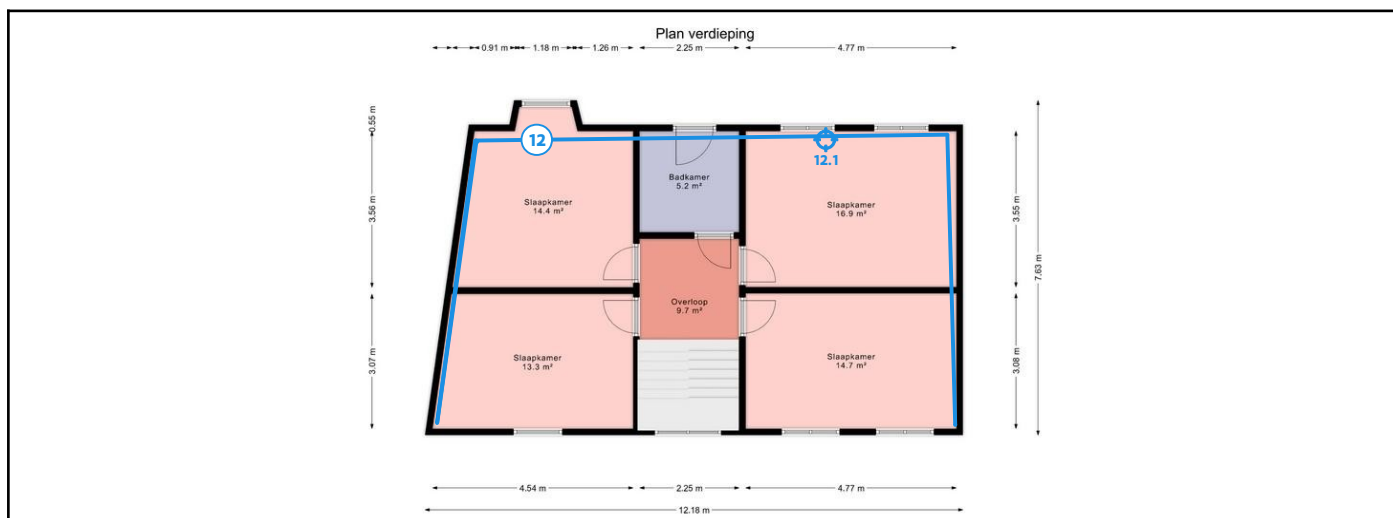 Plan verdieping
0.91 m 1.18 m 1.26 m 2.25 m 4.77 m
0.55 m
3.56 m
3.07 m
12
12.1
Badkamer
5.2 m²
Slaapkamer
14.4 m²
Slaapkamer
16.9 m²
Overloop
9.7 m²
Slaapkamer
13.3 m²
Slaapkamer
14.7 m²
3.55 m
3.08 m
7.63 m
4.54 m 2.25 m 4.77 m
12.18 m